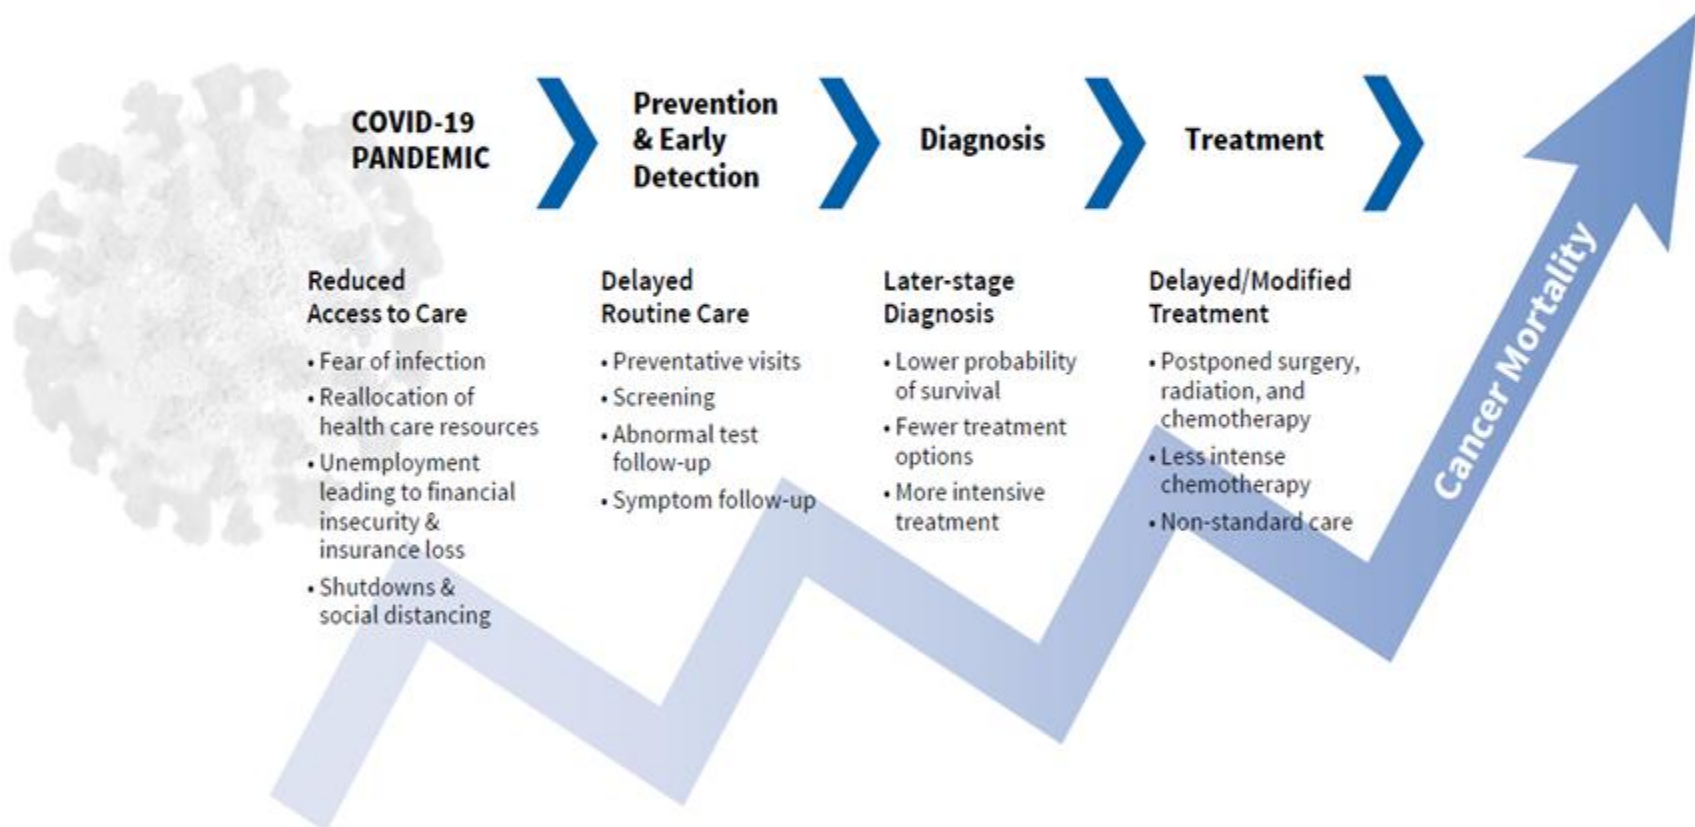 COVID-19
PANDEMIC
Prevention
& Early
Detection
Diagnosis
Treatment
Reduced
Access to Care
• Fear of infection
• Reallocation of
health care resources
• Unemployment
leading to financial
insecurity &
insurance loss
• Shutdowns &
social distancing
Delayed
Routine Care
• Preventative visits
• Screening
• Abnormal test
follow-up
• Symptom follow-up
Later-stage
Diagnosis
• Lower probability
of survival
• Fewer treatment
options
• More intensive
treatment
Delayed/Modified
Treatment
• Postponed surgery,
radiation, and
chemotherapy
• Less intense
chemotherapy
• Non-standard care
Cancer Mortality